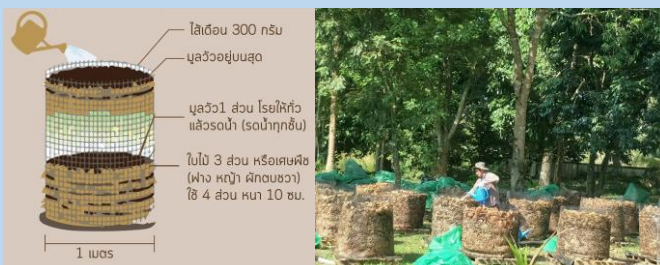 ไส้เดือน 300 กรัม
มูลวัวอยู่บนสุด
มูลวัว1 ส่วน โรยให้ทั่ว
แล้วรดน้ำ (รดน้ำทุกชั้น)
ใบไม้ 3 ส่วน หรือเศษพืช
(ฟาง หญ้า ผักตบชวา)
ใช้ 4 ส่วน หนา 10 ซม.
1 เมตร